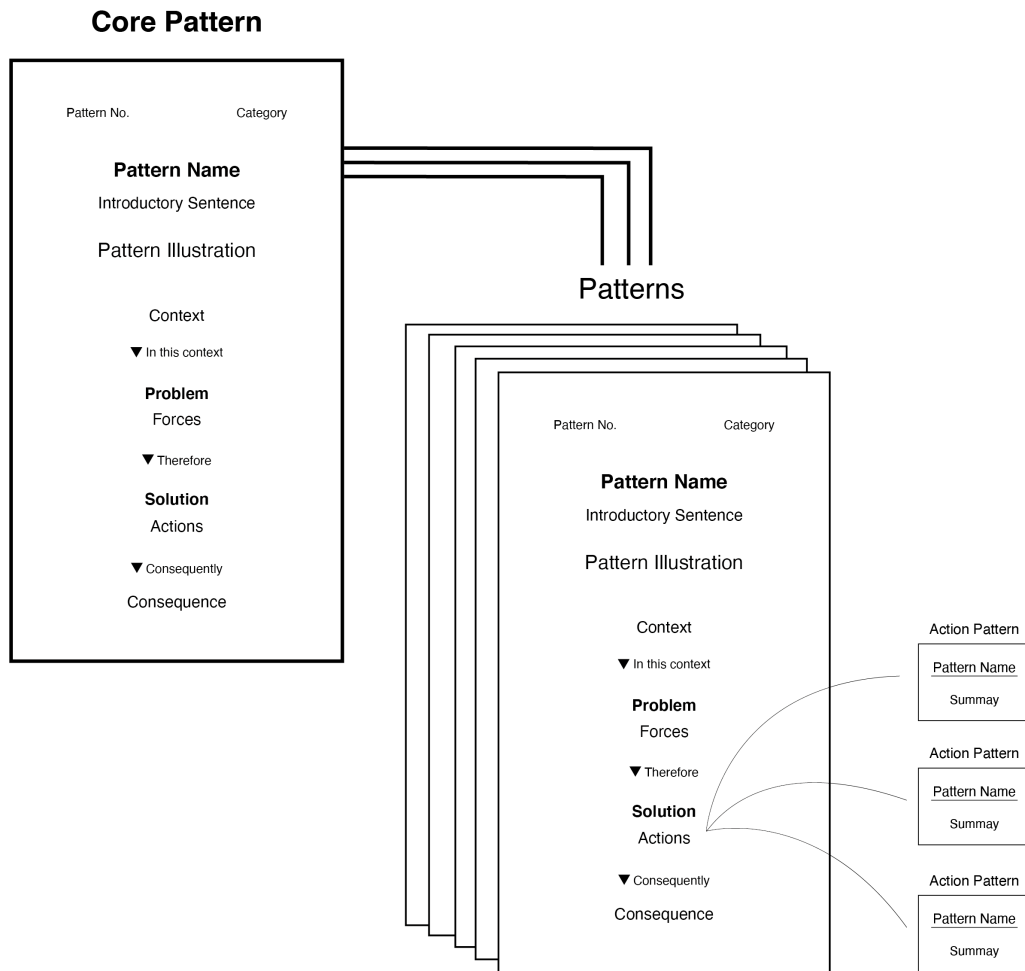 Core Pattern
Pattern No. Category
Pattern Name
Introductory Sentence
Pattern Illustration
Context
▼ In this context
Problem
Forces
▼ Therefore
Solution
Actions
▼ Consequently
Consequence
Patterns
Pattern No. Category
Pattern Name
Introductory Sentence
Pattern Illustration
Context
▼ In this context
Problem
Forces
▼ Therefore
Solution
Actions
▼ Consequently
Consequence
Action Pattern
Pattern Name
Summay
Action Pattern
Pattern Name
Summay
Action Pattern
Pattern Name
Summay